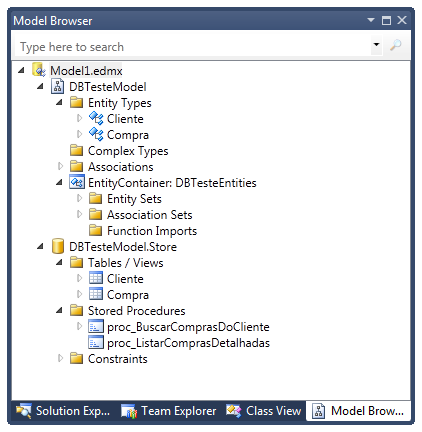 Model Browser
Type here to search
Model1.edmx
DBTesteModel
Entity Types
Cliente
Compra
Complex Types
Associations
EntityContainer: DBTesteEntities
Entity Sets
Association Sets
Function Imports
DBTesteModel.Store
Tables / Views
Cliente
Compra
Stored Procedures
proc_BuscarComprasDoCliente
proc_ListarComprasDetalhadas
Constraints
Solution Exp... Team Explorer Class View Model Brow...